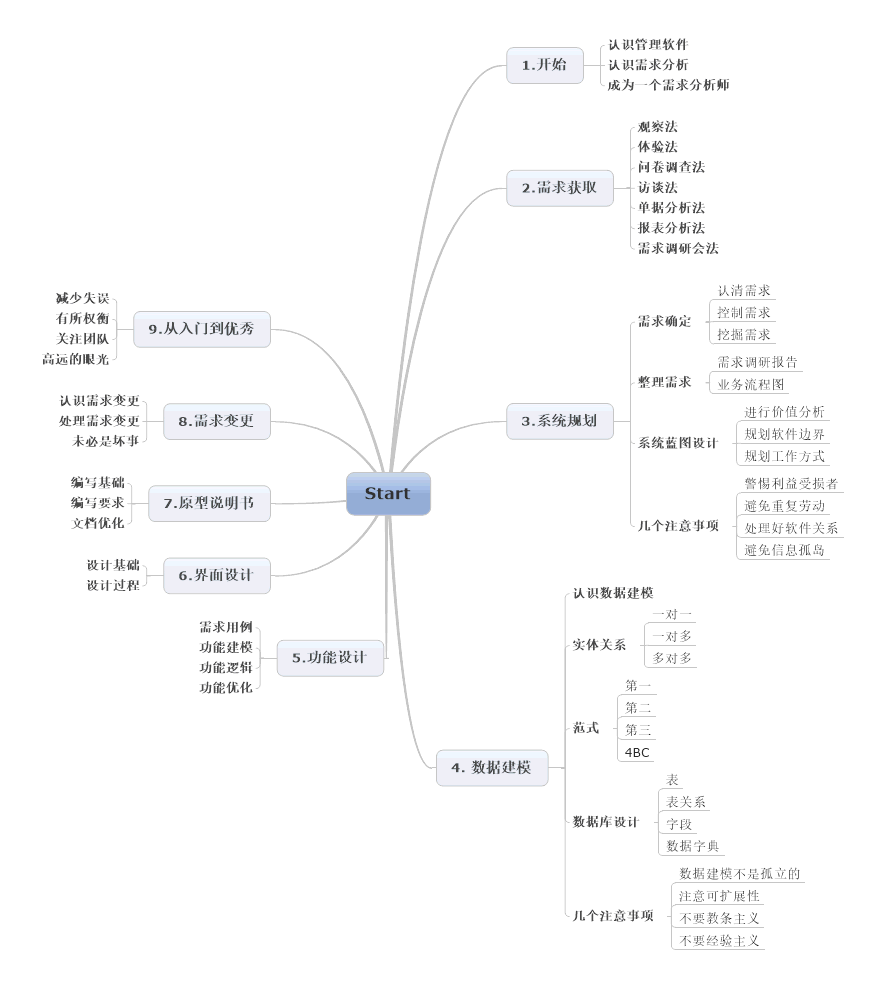 Start
1.开始
认识管理软件
认识需求分析
成为一个需求分析师
2.需求获取
观察法
体验法
问卷调查法
访谈法
单据分析法
报表分析法
需求调研会法
3.系统规划
需求确定
认清需求
控制需求
挖掘需求
整理需求
需求调研报告
业务流程图
系统蓝图设计
进行价值分析
规划软件边界
规划工作方式
几个注意事项
警惕利益受损者
避免重复劳动
处理好软件关系
避免信息孤岛
4. 数据建模
认识数据建模
实体关系
一对一
一对多
多对多
范式
第一
第二
第三
4BC
数据库设计
表
表关系
字段
数据字典
几个注意事项
数据建模不是孤立的
注意可扩展性
不要教条主义
不要经验主义
5.功能设计
需求用例
功能建模
功能逻辑
功能优化
6.界面设计
设计基础
设计过程
7.原型说明书
编写基础
编写要求
文档优化
8.需求变更
认识需求变更
处理需求变更
未必是坏事
9.从入门到优秀
减少失误
有所权衡
关注团队
高远的眼光